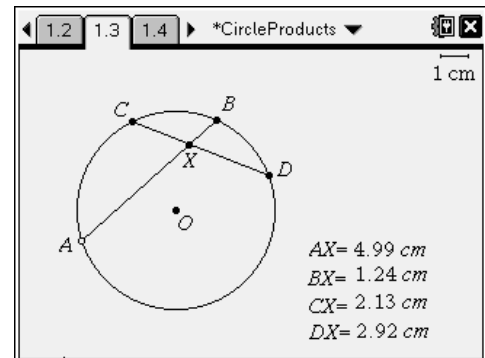 1.2 1.3 1.4 *CircleProducts
1 cm
C
B
X
D
O
A
AX= 4.99 cm
BX= 1.24 cm
CX= 2.13 cm
DX= 2.92 cm